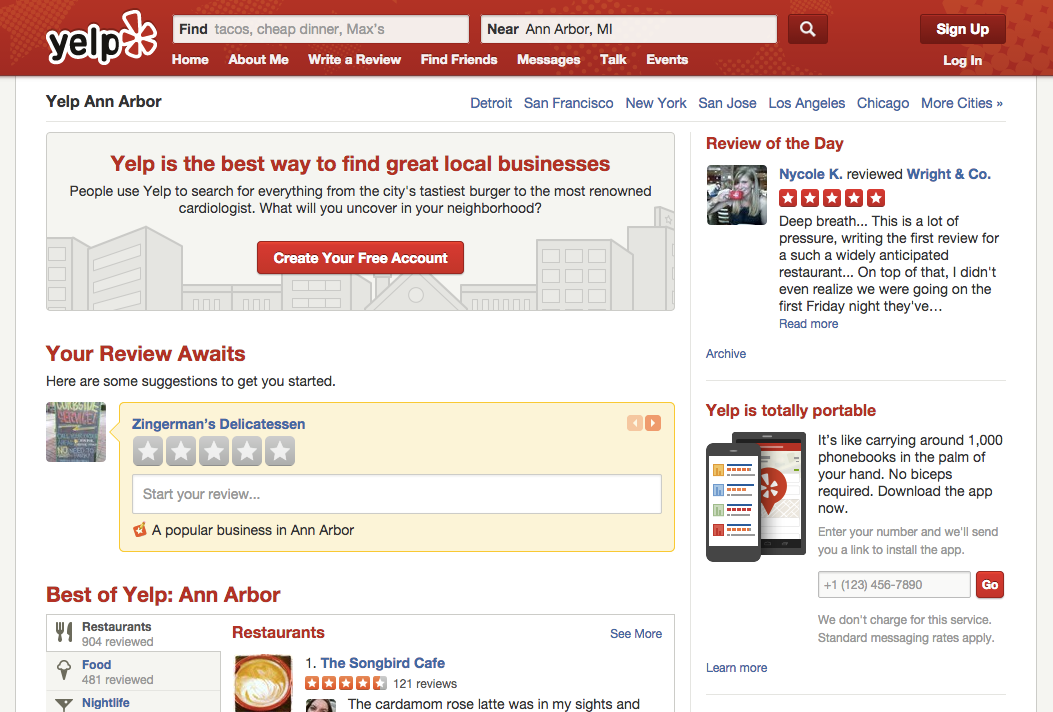 yelp
Find tacos, cheap dinner, Max's
Near Ann Arbor, MI
Sign Up
Home About Me Write a Review Find Friends Messages Talk Events
Log In
Yelp Ann Arbor
Detroit San Francisco New York San Jose Los Angeles Chicago More Cities »
Yelp is the best way to find great local businesses
People use Yelp to search for everything from the city's tastiest burger to the most renowned
cardiologist. What will you uncover in your neighborhood?
Create Your Free Account
Your Review Awaits
Here are some suggestions to get you started.
CURBSIDE
SERVICE!
Zingerman's Delicatessen
Start your review...
A popular business in Ann Arbor
Best of Yelp: Ann Arbor
Restaurants
904 reviewed
Food
481 reviewed
Nightlife
Restaurants
See More
1. The Songbird Cafe
121 reviews
The cardamom rose latte was in my sights and
Review of the Day
Nycole K. reviewed Wright & Co.
Deep breath... This is a lot of
pressure, writing the first review for
a such a widely anticipated
restaurant... On top of that, I didn't
even realize we were going on the
first Friday night they've…
Read more
Archive
Yelp is totally portable
It's like carrying around 1,000
phonebooks in the palm of
your hand. No biceps
required. Download the app
now.
Enter your number and we'll send
you a link to install the app.
+1 (123) 456-7890
Go
We don't charge for this service.
Standard messaging rates apply.
Learn more